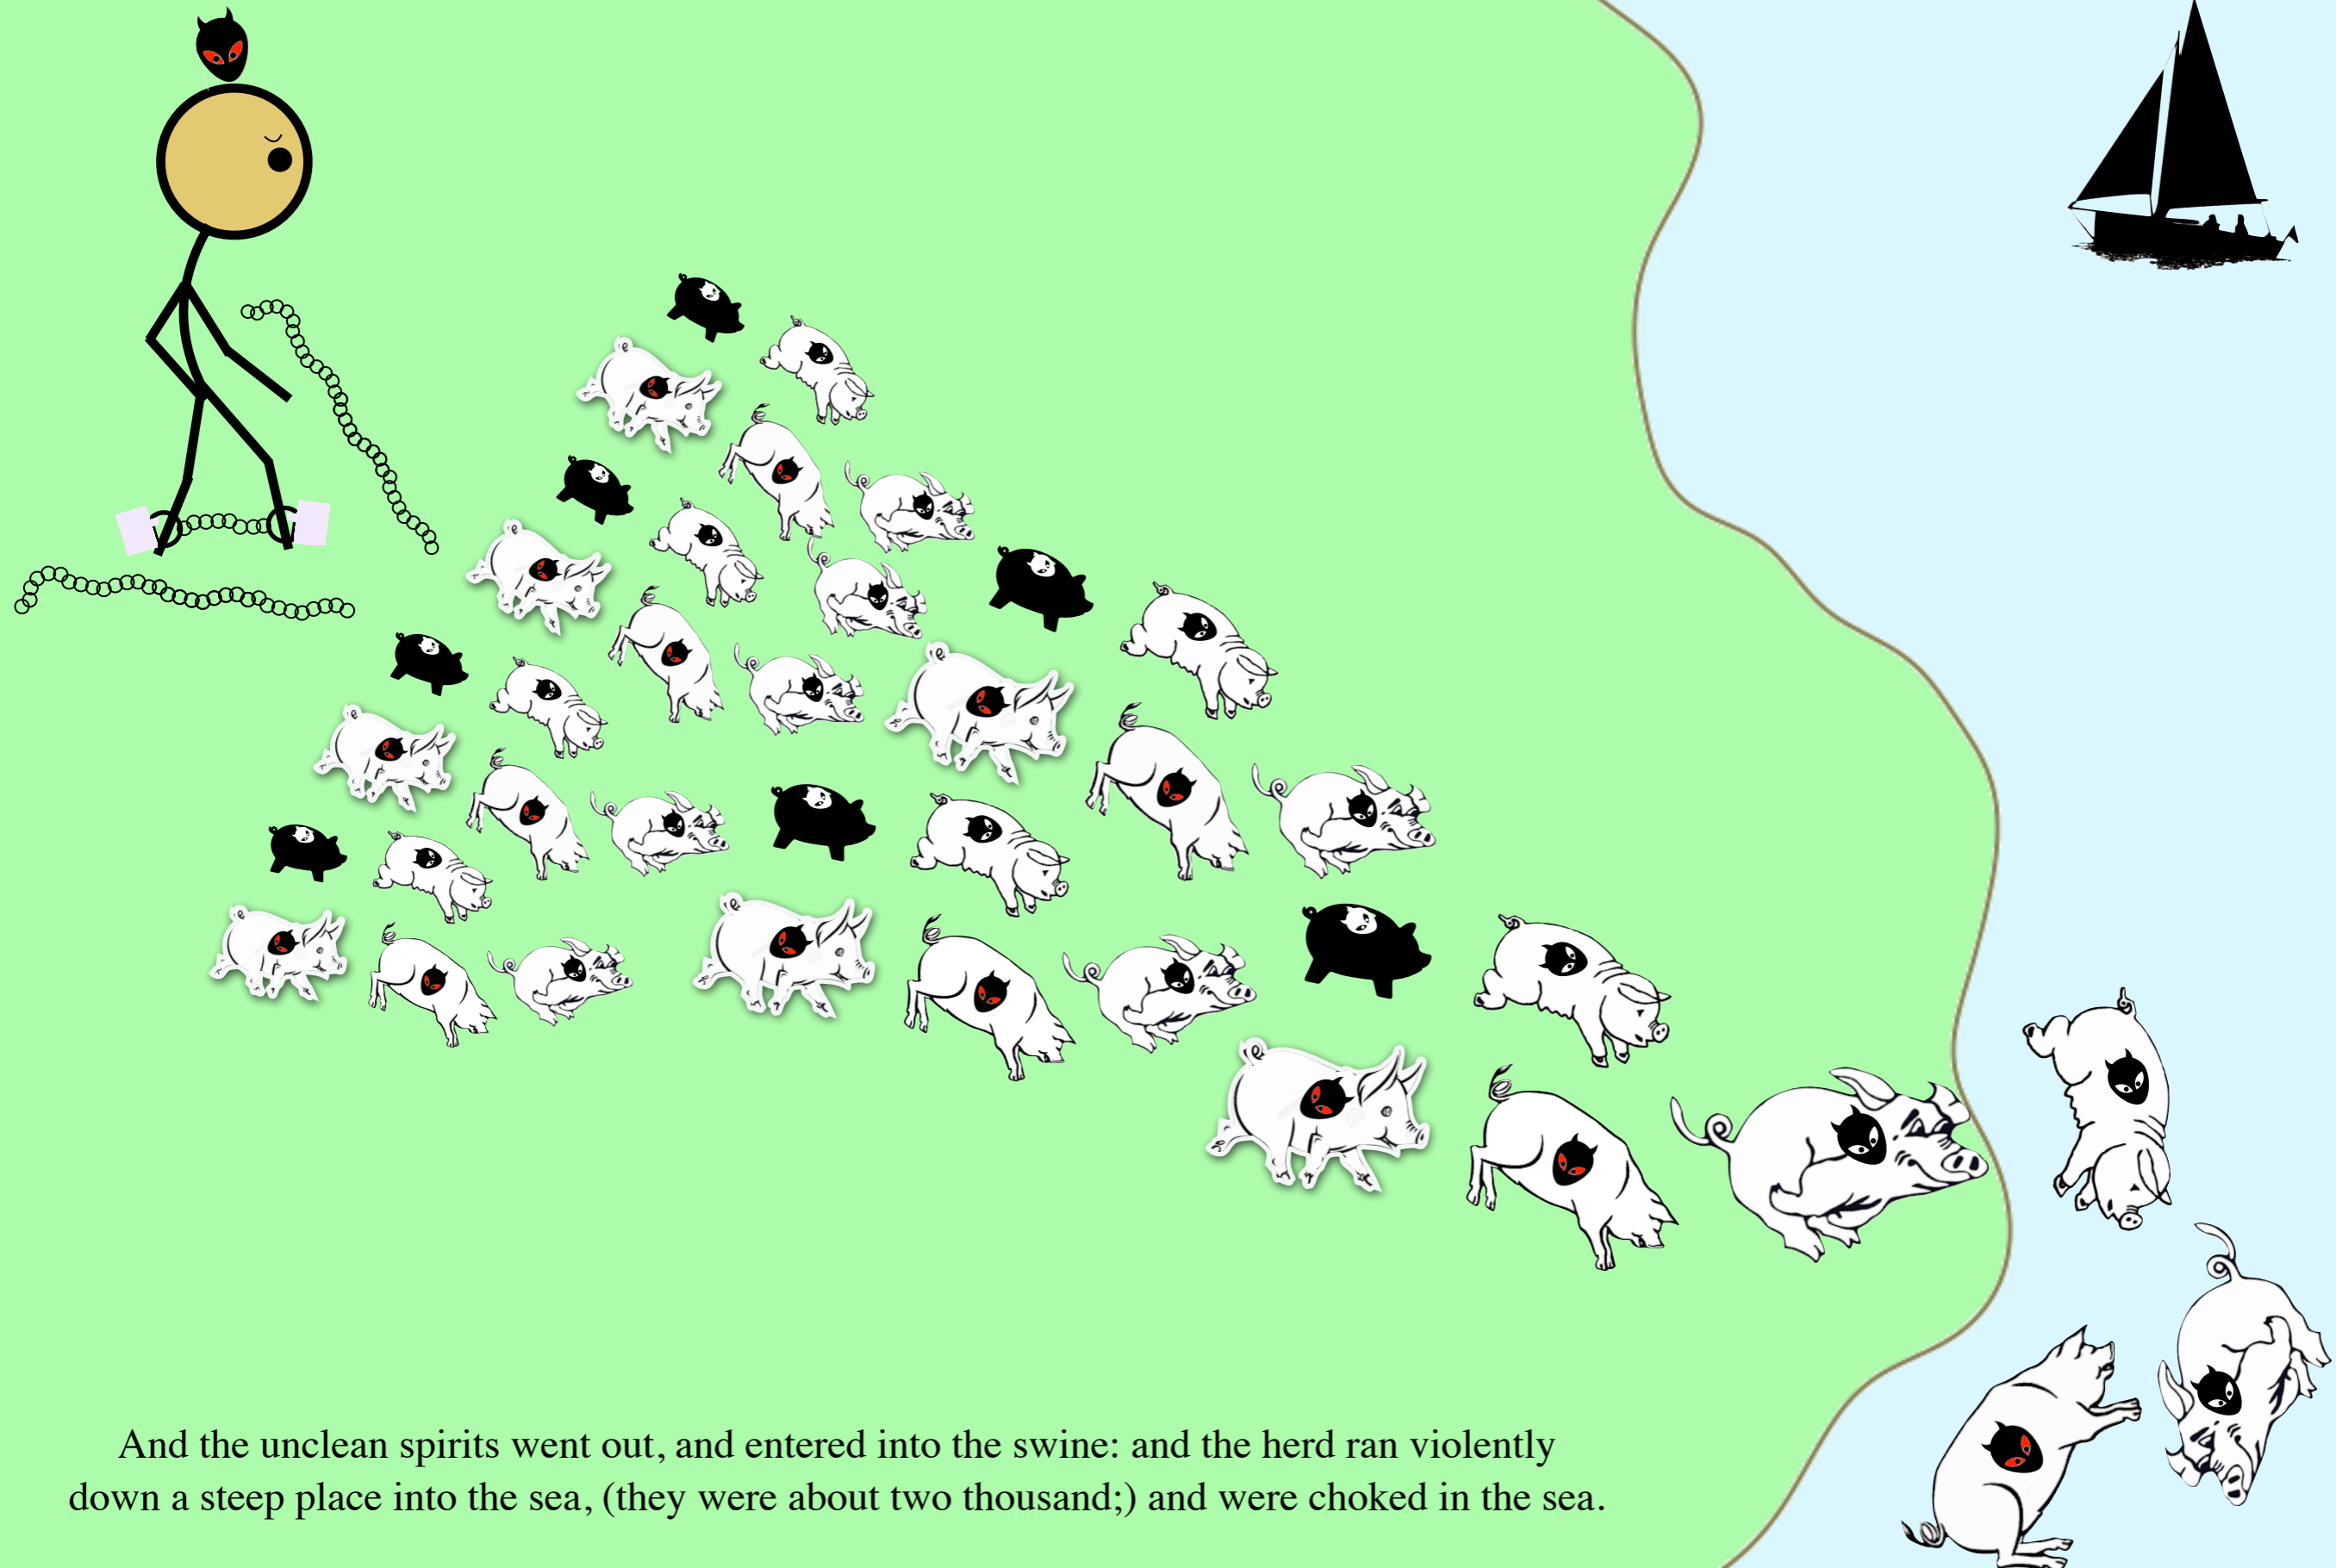 And the unclean spirits went out, and entered into the swine: and the herd ran violently
down a steep place into the sea, (they were about two thousand;) and were choked in the sea.